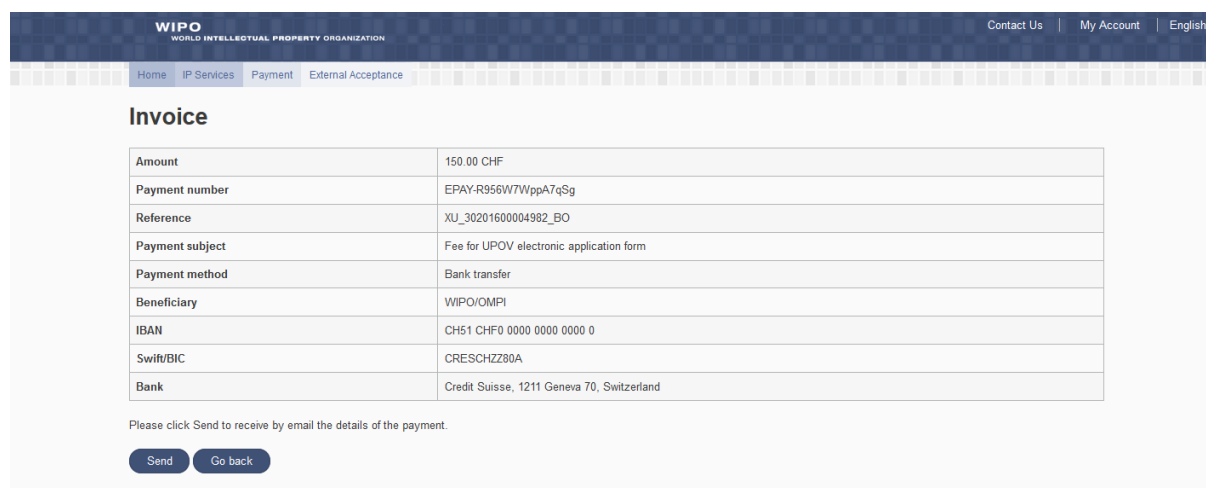 WIPO
WORLD INTELLECTUAL PROPERTY ORGANIZATION
Contact Us | My Account | English
Home IP Services Payment External Acceptance
Invoice
Amount 150.00 CHF
Payment number EPAY-R956W7WppA7qSg
Reference XU_30201600004982_BO
Payment subject Fee for UPOV electronic application form
Payment method Bank transfer
Beneficiary WIPO/OMPI
IBAN CH51 CHF0 0000 0000 0000 0
Swift/BIC CRESCHZZ80A
Bank Credit Suisse, 1211 Geneva 70, Switzerland
Please click Send to receive by email the details of the payment.
Send Go back